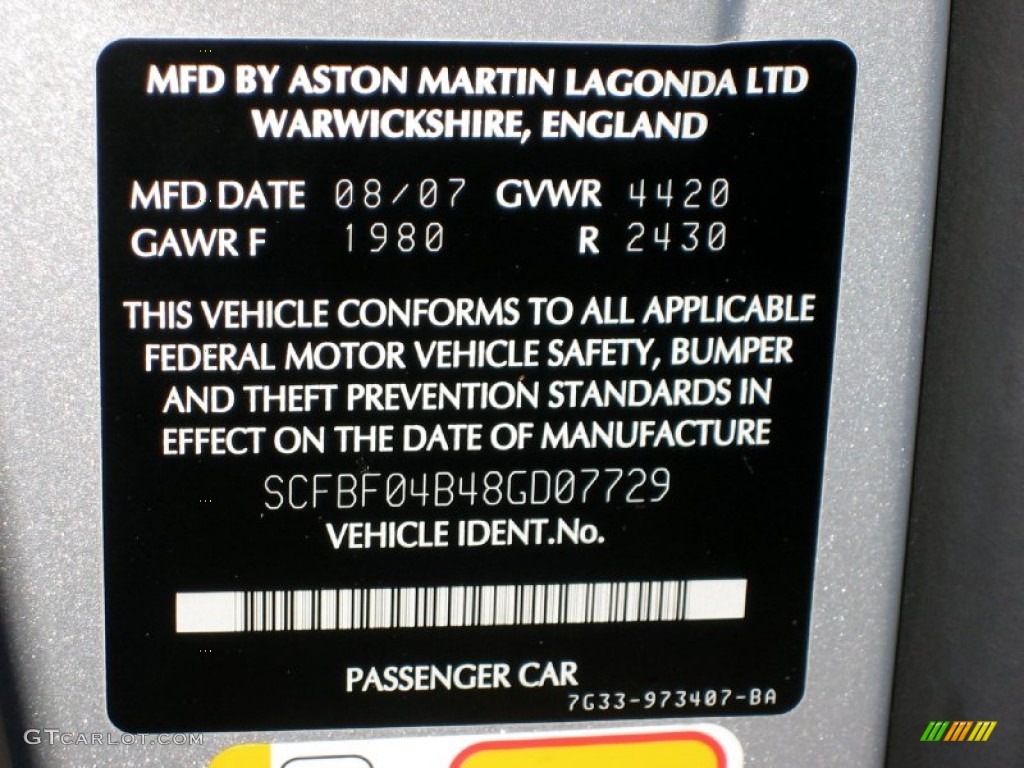 MFD BY ASTON MARTIN LAGONDA LTD
WARWICKSHIRE, ENGLAND
MFD DATE 08/07 GVWR 4420
GAWR F 1980 R 2430
THIS VEHICLE CONFORMS TO ALL APPLICABLE
FEDERAL MOTOR VEHICLE SAFETY, BUMPER
AND THEFT PREVENTION STANDARDS IN
EFFECT ON THE DATE OF MANUFACTURE
SCFBF04B48GD07729
VEHICLE IDENT.No.
PASSENGER CAR
7G33-973407-BA
GTCARLOT.COM